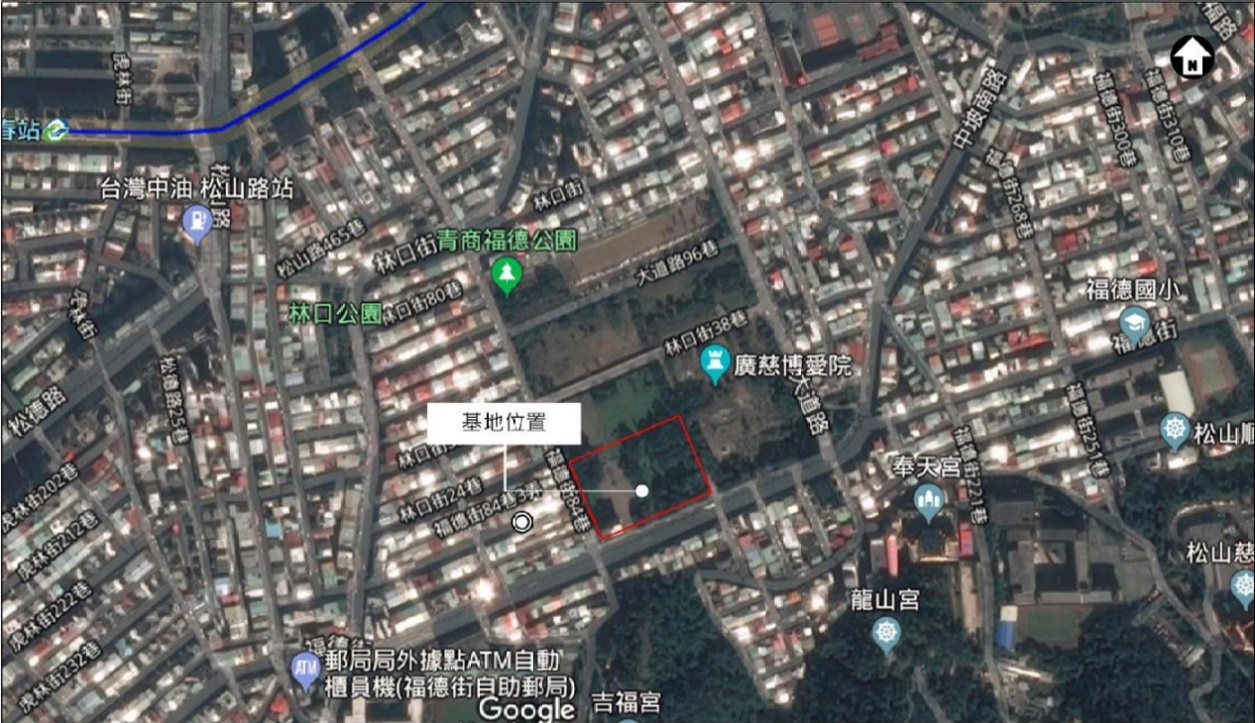 福路
N
虎林街
春站
中坡南路
福德街300巷
福德街310巷
台灣中油 松山路站
林口街
福德街268巷
松山路465巷
林口街
青商福德公園
大道路96巷
林口公園
林口街80巷
福德國小
福德街
虎林街
林口街38巷
廣慈博愛院
松德路
松德路25巷
大道路
基地位置
福德街251巷
松山順
奉天宮
福德街221巷
福德街84巷
虎林街202巷
林口街24巷
虎林街212巷
松山慈
龍山宮
虎林街222巷
福德街
虎林街232巷
ATM
郵局局外據點ATM自動
櫃員機(福德街自助郵局)
Google
吉福宮